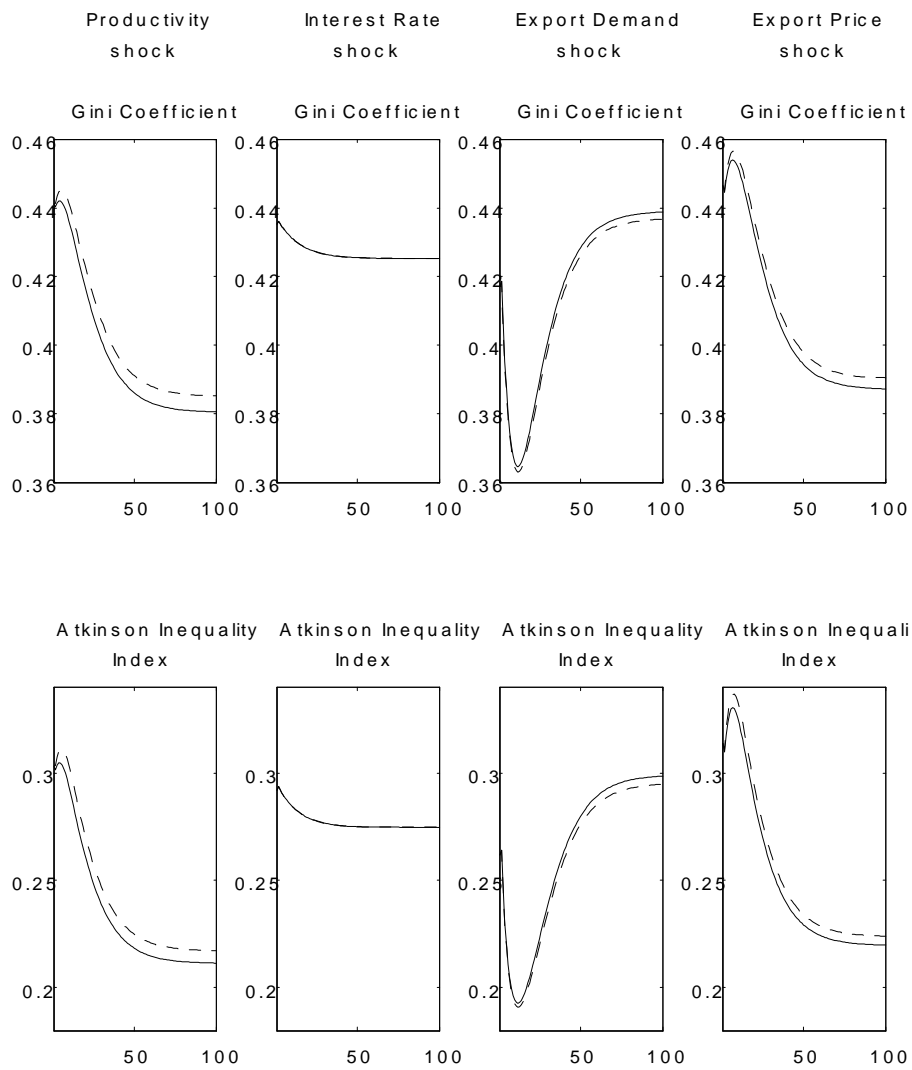 Productivity shock
Interest Rate shock
Export Demand shock
Export Price shock
Gini Coefficient
Gini Coefficient
Gini Coefficient
Gini Coefficient
0.46
0.44
0.42
0.4
0.38
0.36
50 100
0.46
0.44
0.42
0.4
0.38
0.36
50 100
0.46
0.44
0.42
0.4
0.38
0.36
50 100
0.46
0.44
0.42
0.4
0.38
0.36
50 100
Atkinson Inequality
Index
Atkinson Inequality
Index
Atkinson Inequality
Index
Atkinson Inequali
Index
0.3
0.25
0.2
50 100
0.3
0.25
0.2
50 100
0.3
0.25
0.2
50 100
0.3
0.25
0.2
50 100